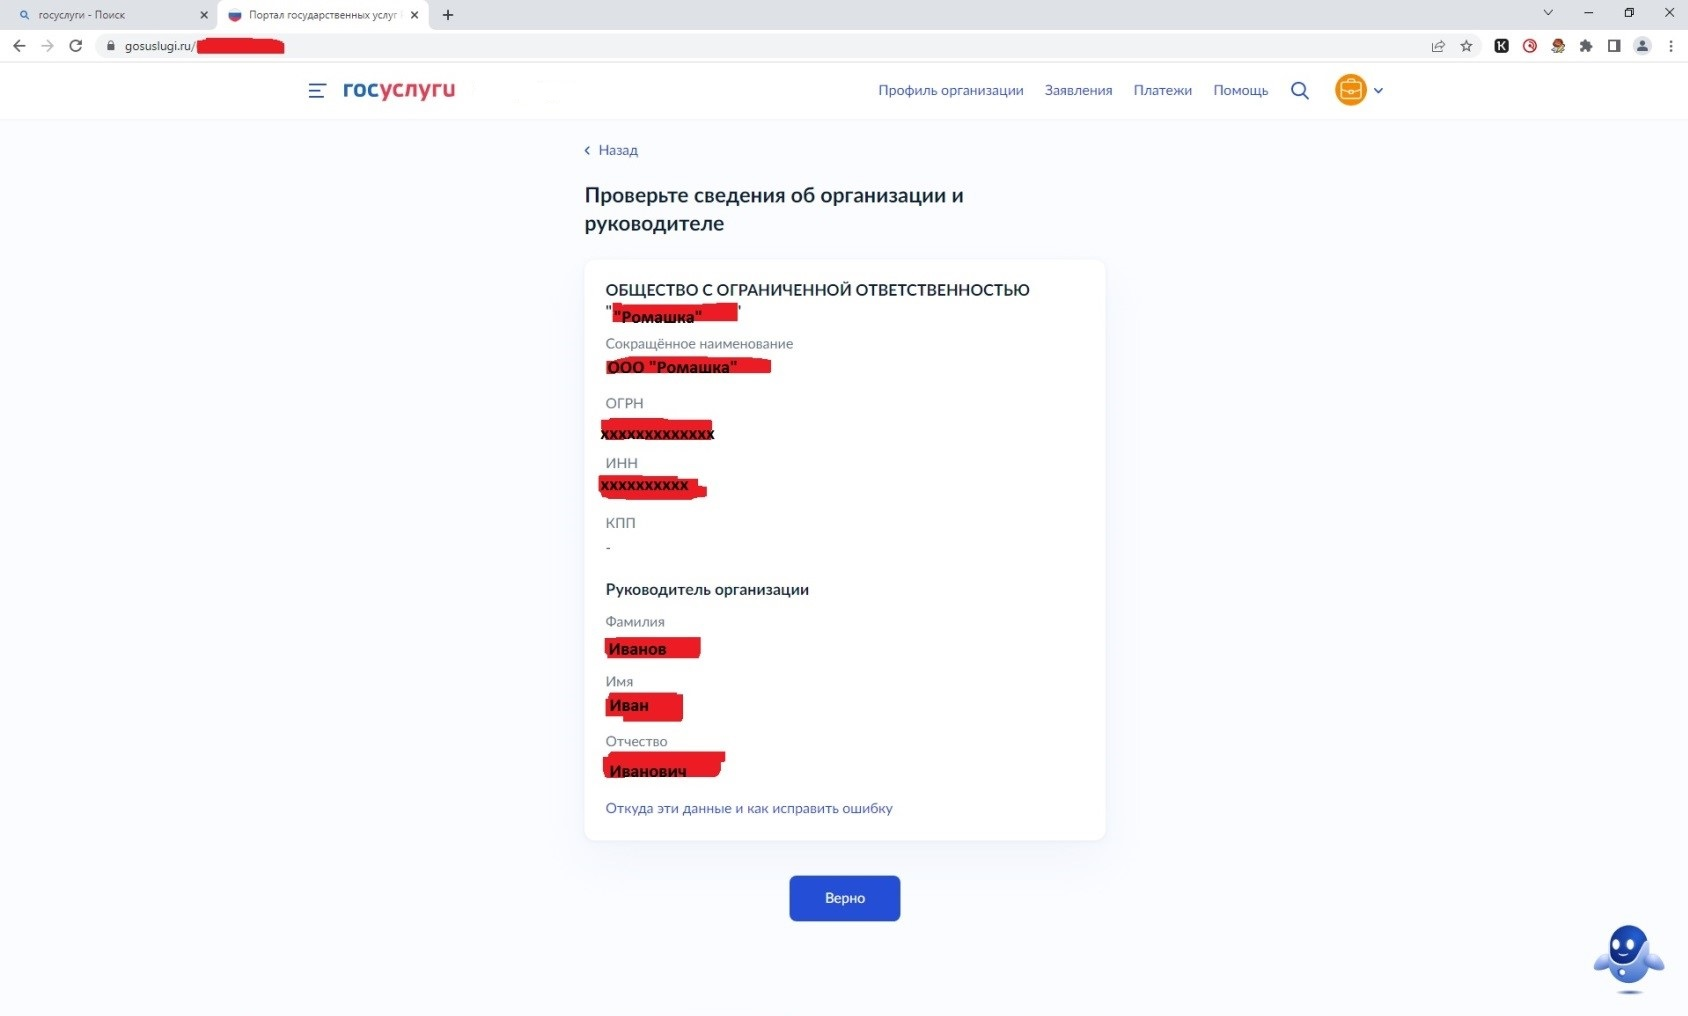 госуслуги - Поиск
Портал государственных услуг
gosuslugi.ru/
госуслуги
Профиль организации
Заявления
Платежи
Помощь
Назад
Проверьте сведения об организации и
руководителе
ОБЩЕСТВО С ОГРАНИЧЕННОЙ ОТВЕТСТВЕННОСТЬЮ
""Ромашка" "
Сокращённое наименование
ООО "Ромашка"
ОГРН
xxxxxxxxxxxxx
ИНН
xxxxxxxxxx
КПП
-
Руководитель организации
Фамилия
Иванов
Имя
Иван
Отчество
Иванович
Откуда эти данные и как исправить ошибку
Верно